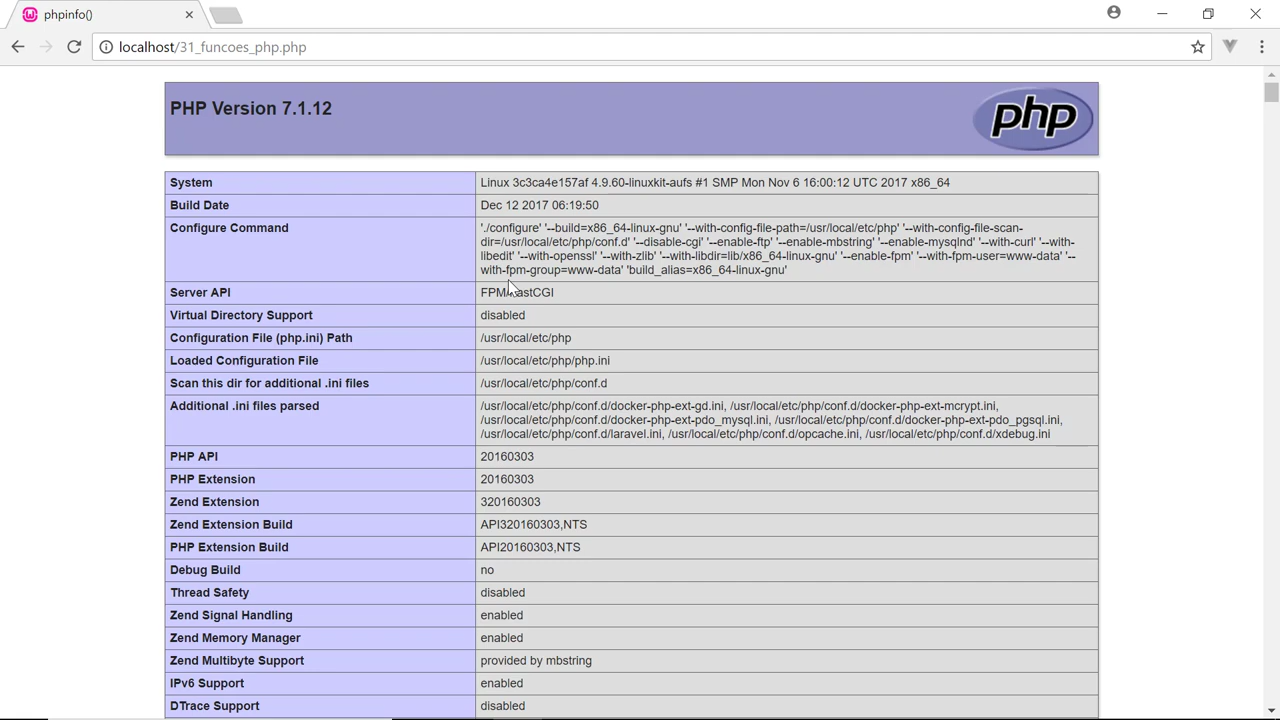 phpinfo()
localhost/31_funcoes_php.php
PHP Version 7.1.12
php
System
Linux 3c3ca4e157af 4.9.60-linuxkit-aufs #1 SMP Mon Nov 6 16:00:12 UTC 2017 x86_64
Build Date
Dec 12 2017 06:19:50
Configure Command
'./configure' '--build=x86_64-linux-gnu' '--with-config-file-path=/usr/local/etc/php' '--with-config-file-scan-
dir=/usr/local/etc/php/conf.d' '--disable-cgi' '--enable-ftp' '--enable-mbstring' '--enable-mysqlnd' '--with-curl' '--with-
libedit' '--with-openssl' '--with-zlib' '--with-libdir=lib/x86_64-linux-gnu' '--enable-fpm' '--with-fpm-user=www-data' '--
with-fpm-group=www-data' 'build_alias=x86_64-linux-gnu'
Server API
FPM/FastCGI
Virtual Directory Support
disabled
Configuration File (php.ini) Path
/usr/local/etc/php
Loaded Configuration File
/usr/local/etc/php/php.ini
Scan this dir for additional .ini files
/usr/local/etc/php/conf.d
Additional .ini files parsed
/usr/local/etc/php/conf.d/docker-php-ext-gd.ini, /usr/local/etc/php/conf.d/docker-php-ext-mcrypt.ini,
/usr/local/etc/php/conf.d/docker-php-ext-pdo_mysql.ini, /usr/local/etc/php/conf.d/docker-php-ext-pdo_pgsql.ini,
/usr/local/etc/php/conf.d/laravel.ini, /usr/local/etc/php/conf.d/opcache.ini, /usr/local/etc/php/conf.d/xdebug.ini
PHP API
20160303
PHP Extension
20160303
Zend Extension
320160303
Zend Extension Build
API320160303,NTS
PHP Extension Build
API20160303,NTS
Debug Build
no
Thread Safety
disabled
Zend Signal Handling
enabled
Zend Memory Manager
enabled
Zend Multibyte Support
provided by mbstring
IPv6 Support
enabled
DTrace Support
disabled